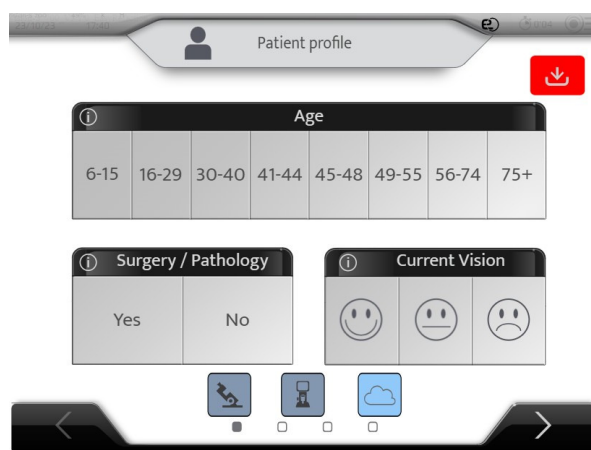 Patient profile
Age
6-15 16-29 30-40 41-44 45-48 49-55 56-74 75+
Surgery / Pathology
Current Vision
Yes No